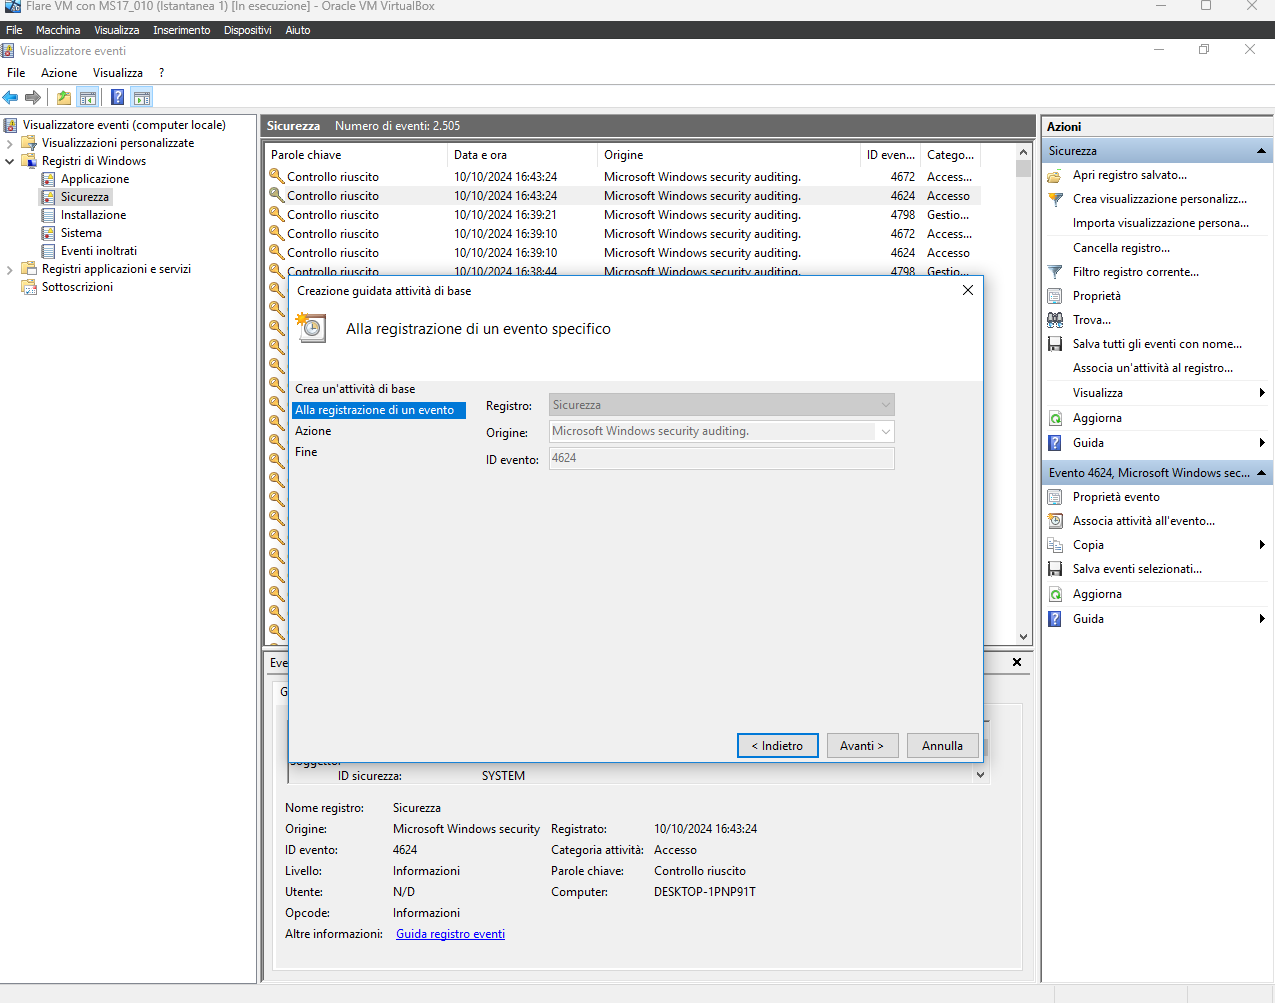 Flare VM con MS17_010 (Istantanea 1) [In esecuzione] - Oracle VM VirtualBox
File Macchina Visualizza Inserimento Dispositivi Aiuto
Visualizzatore eventi
File Azione Visualizza ?
Visualizzatore eventi (computer locale)
Visualizzazioni personalizzate
Registri di Windows
Applicazione
Sicurezza
Installazione
Sistema
Eventi inoltrati
Registri applicazioni e servizi
Sottoscrizioni
Sicurezza Numero di eventi: 2.505
Parole chiave Data e ora Origine ID even... Catego...
Controllo riuscito 10/10/2024 16:43:24 Microsoft Windows security auditing. 4672 Access...
Controllo riuscito 10/10/2024 16:43:24 Microsoft Windows security auditing. 4624 Accesso
Controllo riuscito 10/10/2024 16:39:21 Microsoft Windows security auditing. 4798 Gestio...
Controllo riuscito 10/10/2024 16:39:10 Microsoft Windows security auditing. 4672 Access...
Controllo riuscito 10/10/2024 16:39:10 Microsoft Windows security auditing. 4624 Accesso
Controllo riuscito 10/10/2024 16:38:44 Microsoft Windows security auditing. 4798 Gestio...
Creazione guidata attività di base
Alla registrazione di un evento specifico
Crea un'attività di base
Alla registrazione di un evento
Azione
Fine
Registro: Sicurezza
Origine: Microsoft Windows security auditing.
ID evento: 4624
< Indietro Avanti > Annulla
Eve
G
Soggetto:
ID sicurezza: SYSTEM
Nome registro: Sicurezza
Origine: Microsoft Windows security Registrato: 10/10/2024 16:43:24
ID evento: 4624 Categoria attività: Accesso
Livello: Informazioni Parole chiave: Controllo riuscito
Utente: N/D Computer: DESKTOP-1PNP91T
Opcode: Informazioni
Altre informazioni: Guida registro eventi
Azioni
Sicurezza
Apri registro salvato...
Crea visualizzazione personalizz...
Importa visualizzazione persona...
Cancella registro...
Filtro registro corrente...
Proprietà
Trova...
Salva tutti gli eventi con nome...
Associa un'attività al registro...
Visualizza
Aggiorna
Guida
Evento 4624, Microsoft Windows sec...
Proprietà evento
Associa attività all'evento...
Copia
Salva eventi selezionati...
Aggiorna
Guida